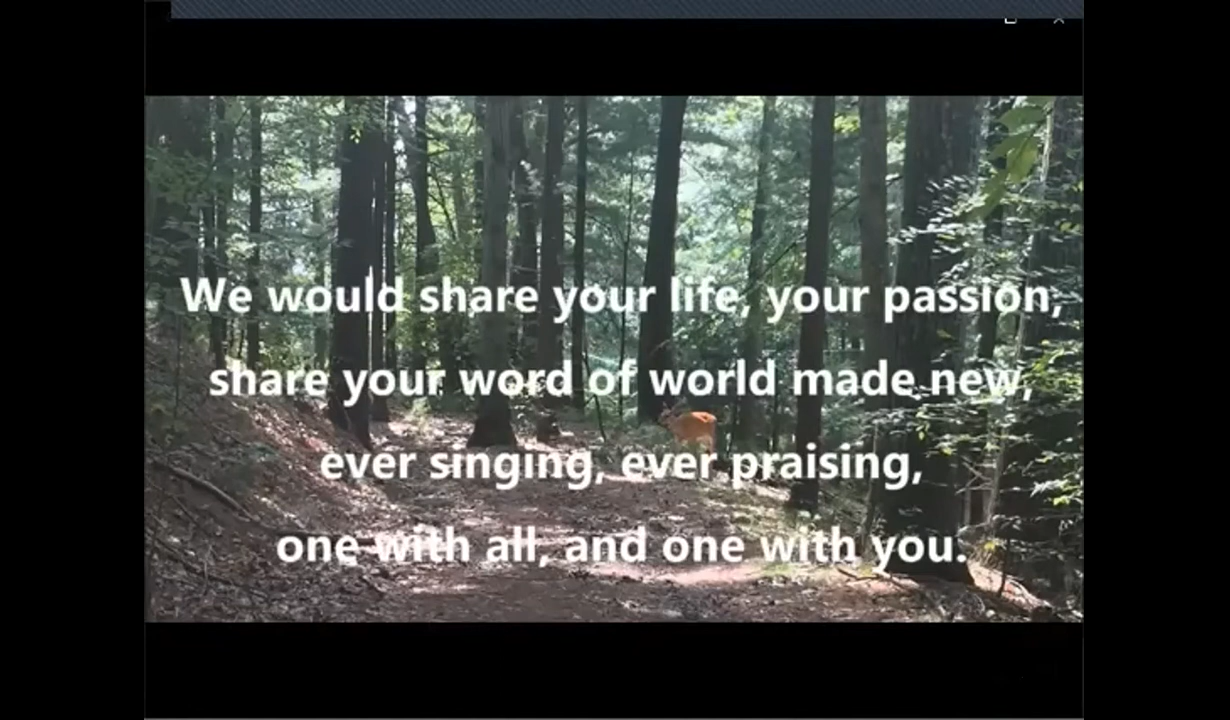 We would share your life, your passion,
share your word of world made new,
ever singing, ever praising,
one with all, and one with you.